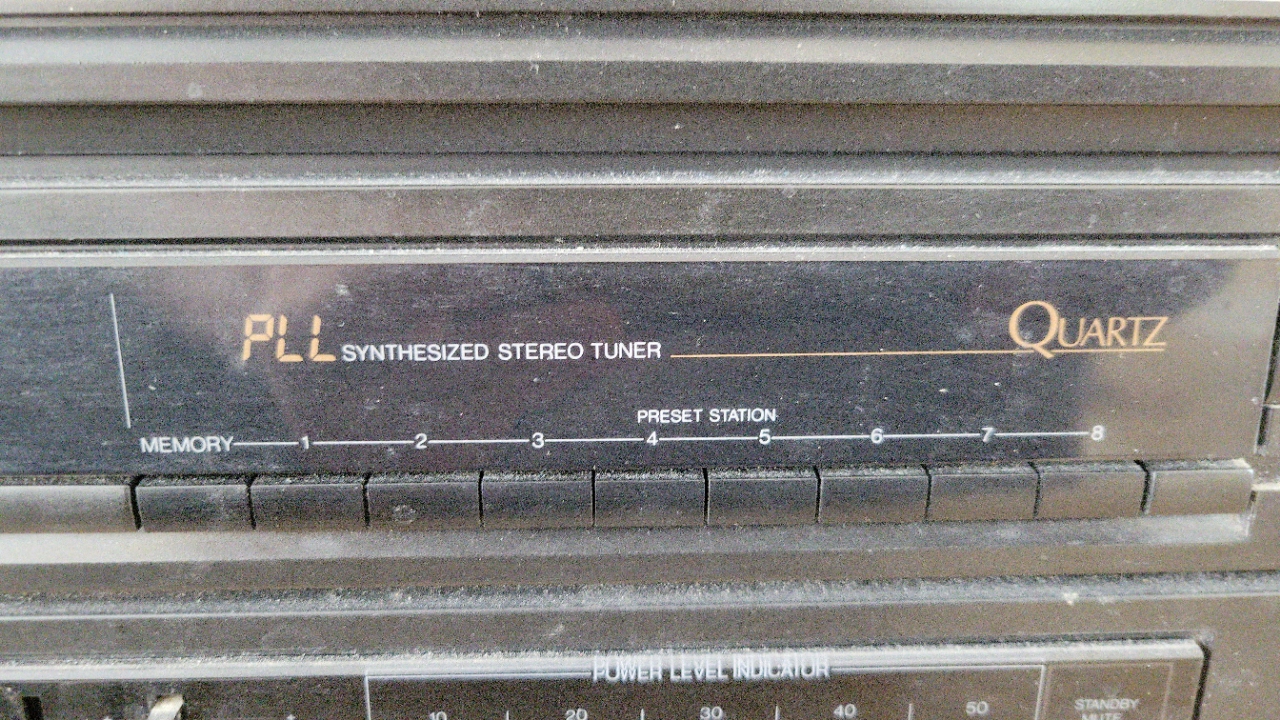 PLL SYNTHESIZED STEREO TUNER QUARTZ
PRESET STATION
MEMORY 1 2 3 4 5 6 7 8
POWER LEVEL INDICATOR
10 20 30 40 50 STANDBY
MUTE